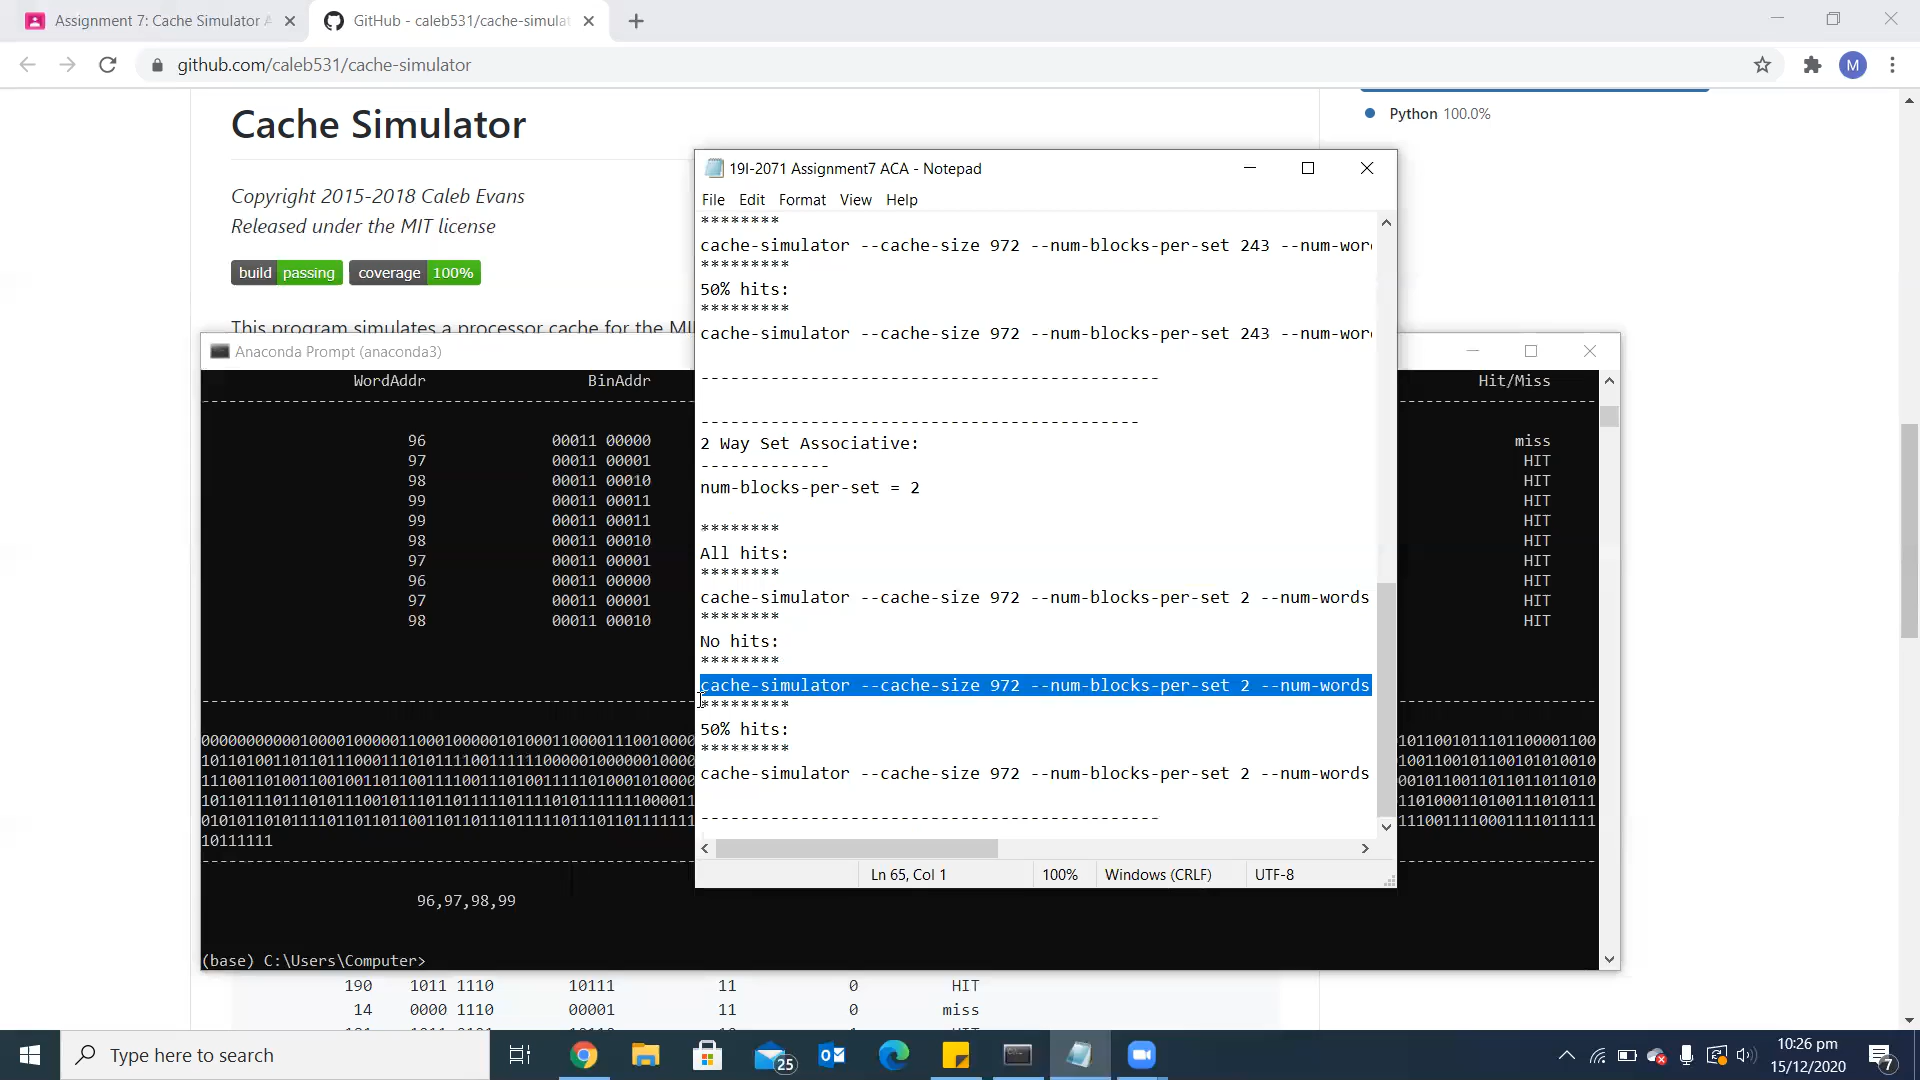 Assignment 7: Cache Simulator A
GitHub - caleb531/cache-simulat
github.com/caleb531/cache-simulator
M
Cache Simulator
Python 100.0%
Copyright 2015-2018 Caleb Evans
Released under the MIT license
build passing coverage 100%
This program simulates a processor cache for the MI
19I-2071 Assignment7 ACA - Notepad
File Edit Format View Help
********
cache-simulator --cache-size 972 --num-blocks-per-set 243 --num-wor
*********
50% hits:
*********
cache-simulator --cache-size 972 --num-blocks-per-set 243 --num-wor
----------------------------------------------
--------------------------------------------
2 Way Set Associative:
-------------
num-blocks-per-set = 2
********
All hits:
********
cache-simulator --cache-size 972 --num-blocks-per-set 2 --num-words
********
No hits:
********
cache-simulator --cache-size 972 --num-blocks-per-set 2 --num-words
*********
50% hits:
*********
cache-simulator --cache-size 972 --num-blocks-per-set 2 --num-words
----------------------------------------------
Ln 65, Col 1 100% Windows (CRLF) UTF-8
Anaconda Prompt (anaconda3)
WordAddr BinAddr Hit/Miss
96 00011 00000 miss
97 00011 00001 HIT
98 00011 00010 HIT
99 00011 00011 HIT
99 00011 00011 HIT
98 00011 00010 HIT
97 00011 00001 HIT
96 00011 00000 HIT
97 00011 00001 HIT
98 00011 00010 HIT
10111111
96,97,98,99
(base) C:\Users\Computer>
190 1011 1110 10111 11 0 HIT
14 0000 1110 00001 11 0 miss
Type here to search
25
10:26 pm
15/12/2020
7